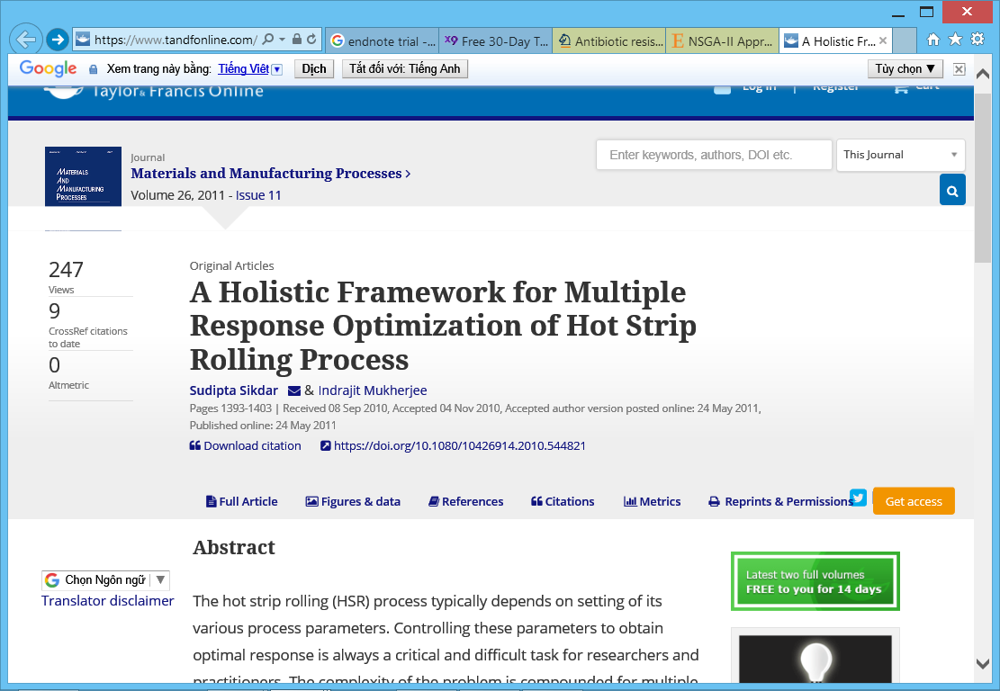 https://www.tandfonline.com/
endnote trial -...
Free 30-Day T...
Antibiotic resis...
NSGA-II Appr...
A Holistic Fr...
Google
Xem trang này bằng: Tiếng Việt
Dịch
Tắt đối với: Tiếng Anh
Tùy chọn ▼
Taylor & Francis Online
Log in | Register
Cart
Journal
Materials and Manufacturing Processes
Volume 26, 2011 - Issue 11
MATERIALS
AND
MANUFACTURING
PROCESSES
Enter keywords, authors, DOI etc.
This Journal
247
Views
9
CrossRef citations
to date
0
Altmetric
Original Articles
A Holistic Framework for Multiple
Response Optimization of Hot Strip
Rolling Process
Sudipta Sikdar & Indrajit Mukherjee
Pages 1393-1403 | Received 08 Sep 2010, Accepted 04 Nov 2010, Accepted author version posted online: 24 May 2011,
Published online: 24 May 2011
Download citation
https://doi.org/10.1080/10426914.2010.544821
Full Article
Figures & data
References
Citations
Metrics
Reprints & Permissions
Get access
Abstract
Chọn Ngôn ngữ ▼
Translator disclaimer
The hot strip rolling (HSR) process typically depends on setting of its
various process parameters. Controlling these parameters to obtain
optimal response is always a critical and difficult task for researchers and
practitioners. The complexity of the problem is compounded for multiple
Latest two full volumes
FREE to you for 14 days